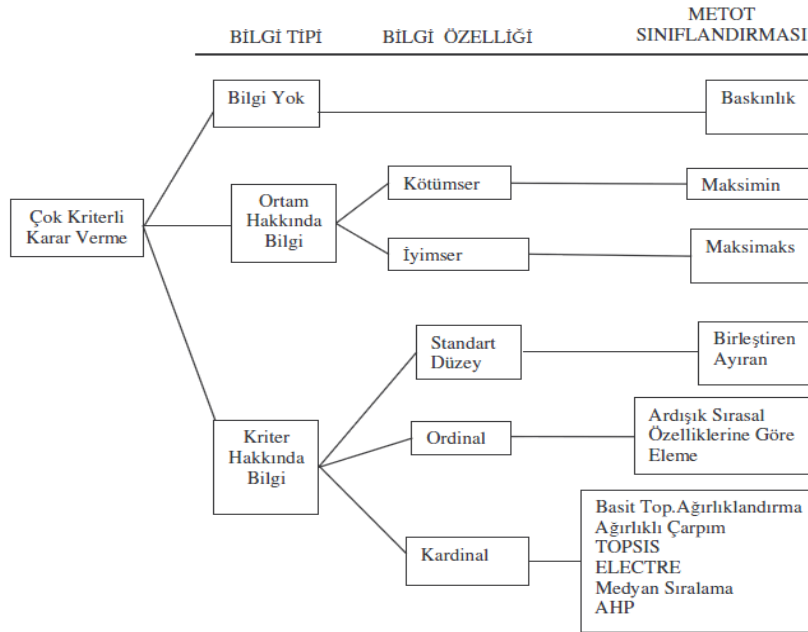 BİLGİ TİPİ
BİLGİ ÖZELLİĞİ
METOT
SINIFLANDIRMASI
Bilgi Yok
Baskınlık
Çok Kriterli
Karar Verme
Ortam
Hakkında
Bilgi
Kötümser
Maksimin
İyimser
Maksimaks
Kriter
Hakkında
Bilgi
Standart
Düzey
Birleştiren
Ayıran
Ordinal
Ardışık Sırasal
Özelliklerine Göre
Eleme
Kardinal
Basit Top.Ağırlıklandırma
Ağırlıklı Çarpım
TOPSIS
ELECTRE
Medyan Sıralama
AHP